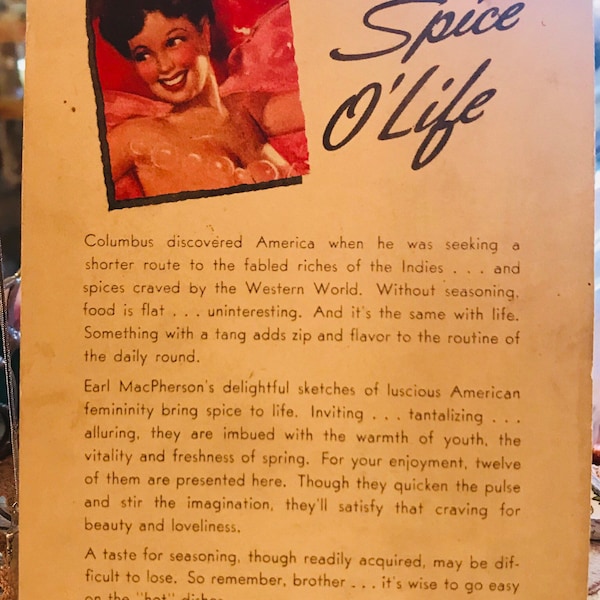 Spice
O'Life
Columbus discovered America when he was seeking a
shorter route to the fabled riches of the Indies . . . and
spices craved by the Western World. Without seasoning,
food is flat . . . uninteresting. And it's the same with life.
Something with a tang adds zip and flavor to the routine of
the daily round.
Earl MacPherson's delightful sketches of luscious American
femininity bring spice to life. Inviting . . . tantalizing . . .
alluring, they are imbued with the warmth of youth, the
vitality and freshness of spring. For your enjoyment, twelve
of them are presented here. Though they quicken the pulse
and stir the imagination, they'll satisfy that craving for
beauty and loveliness.
A taste for seasoning, though readily acquired, may be dif-
ficult to lose. So remember, brother . . . it's wise to go easy
on the "hot" dishes